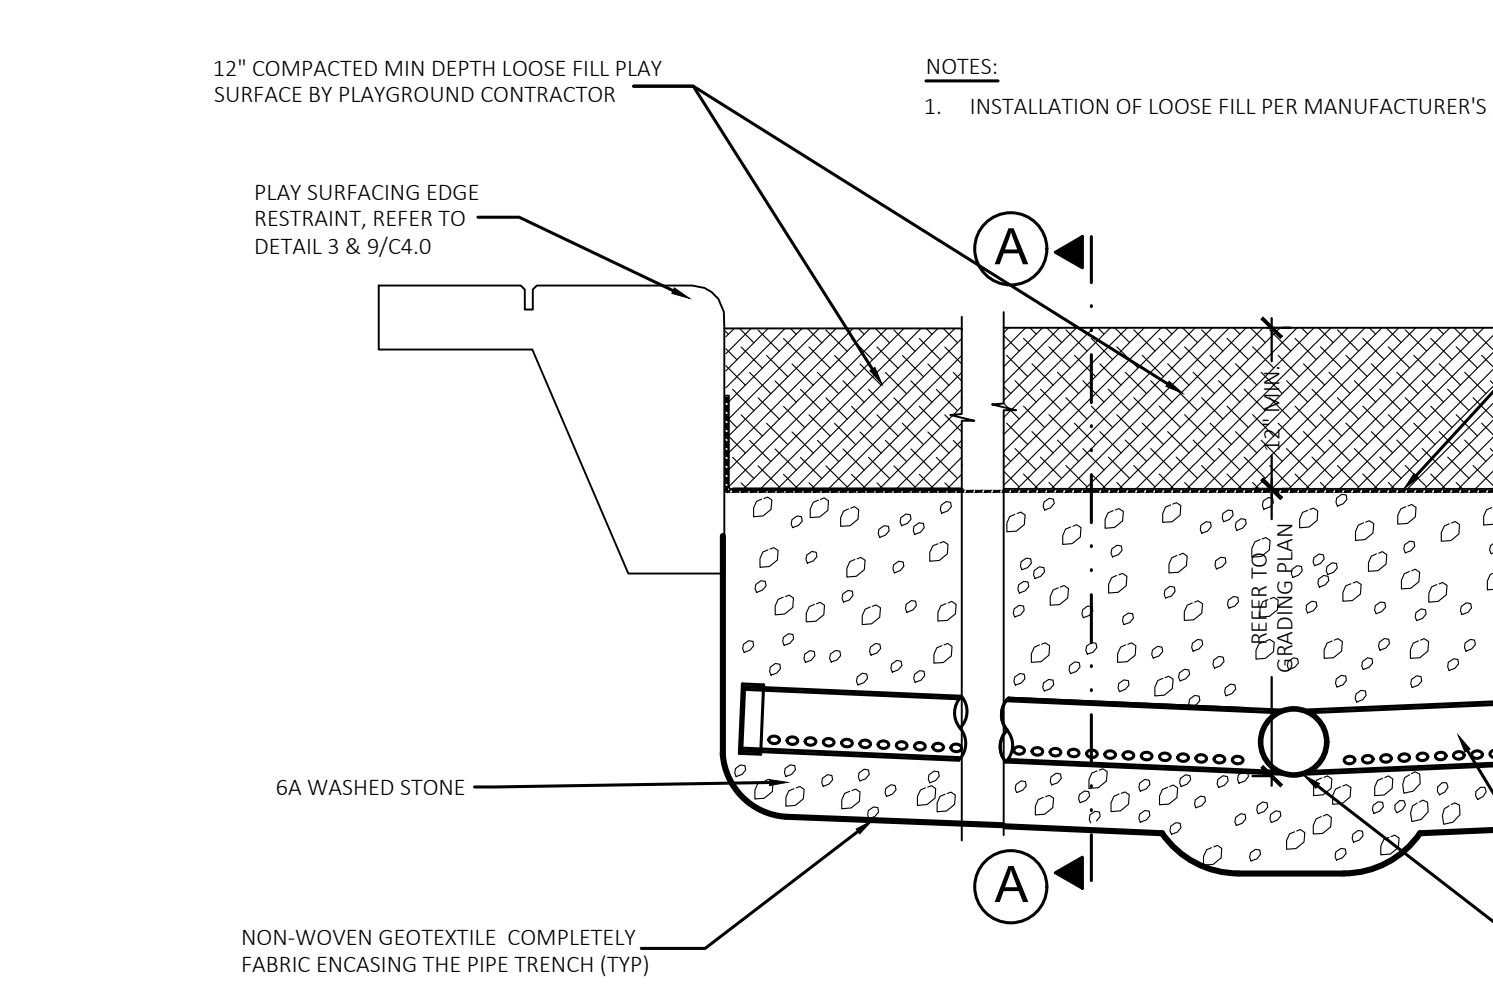 12" COMPACTED MIN DEPTH LOOSE FILL PLAY
SURFACE BY PLAYGROUND CONTRACTOR
NOTES:
1. INSTALLATION OF LOOSE FILL PER MANUFACTURER'S
PLAY SURFACING EDGE
RESTRAINT, REFER TO
DETAIL 3 & 9/C4.0
A
12" MIN.
REFER TO
GRADING PLAN
6A WASHED STONE
A
NON-WOVEN GEOTEXTILE COMPLETELY
FABRIC ENCASING THE PIPE TRENCH (TYP)